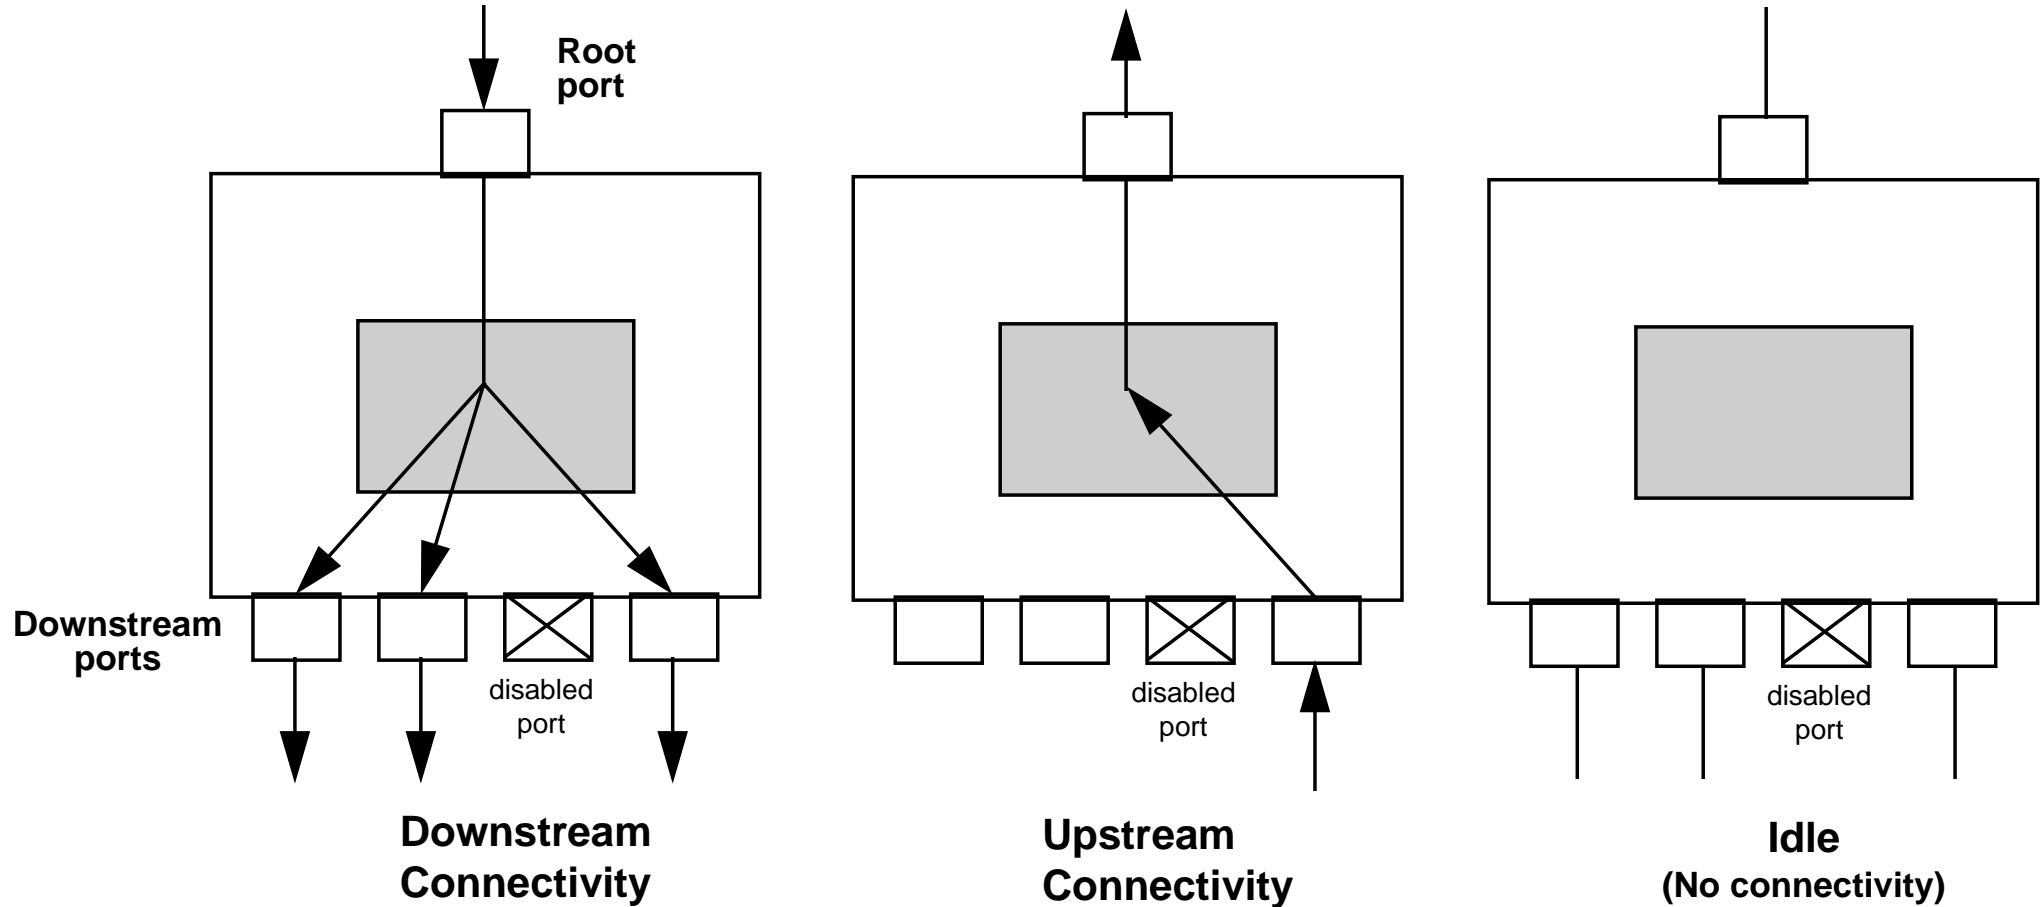 Root
port
Downstream
ports
disabled
port
Downstream
Connectivity
disabled
port
Upstream
Connectivity
disabled
port
Idle
(No connectivity)